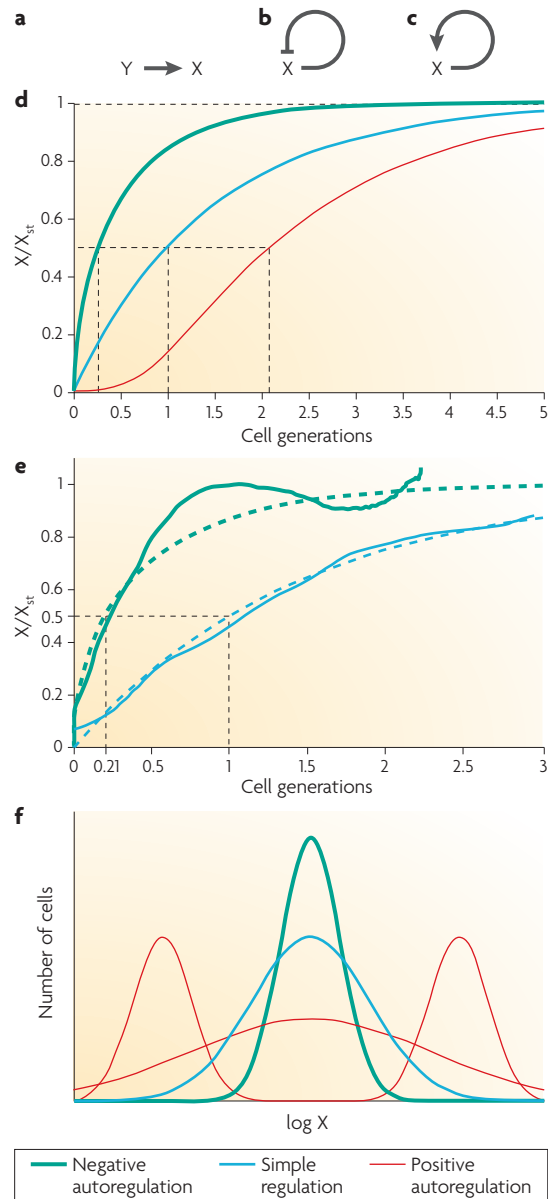 a b c
Y X X X
d
1
0.8
0.6
0.4
0.2
0
X/X_st
0 0.5 1 1.5 2 2.5 3 3.5 4 4.5 5
Cell generations
e
1
0.8
0.6
0.5
0.4
0.2
0
X/X_st
0 0.21 0.5 1 1.5 2 2.5 3
Cell generations
f
Number of cells
log X
Negative autoregulation
Simple regulation
Positive autoregulation